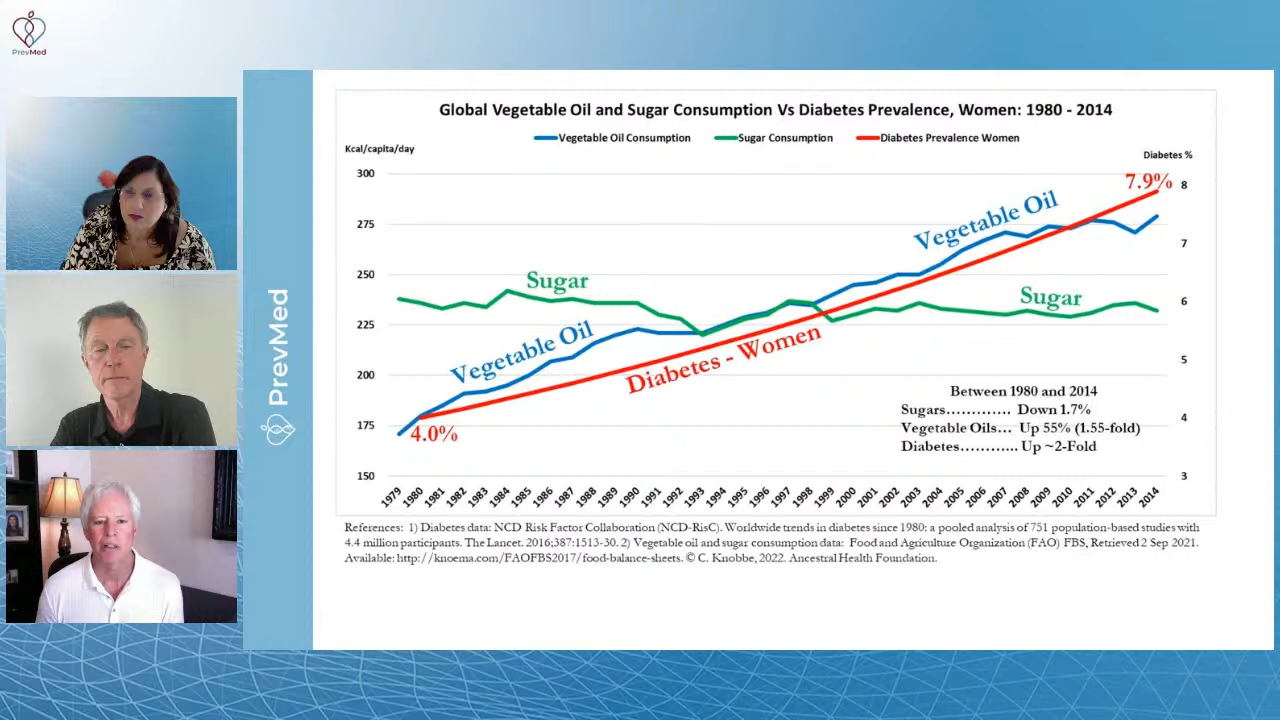 PrevMed
PrevMed
Global Vegetable Oil and Sugar Consumption Vs Diabetes Prevalence, Women: 1980 - 2014
Vegetable Oil Consumption Sugar Consumption Diabetes Prevalence Women
Kcal/capita/day
Diabetes %
300
275
250
225
200
175
150
8
7
6
5
4
3
7.9%
Vegetable Oil
Sugar
Sugar
Vegetable Oil
Diabetes - Women
4.0%
Between 1980 and 2014
Sugars............. Down 1.7%
Vegetable Oils... Up 55% (1.55-fold)
Diabetes........... Up ~2-Fold
1979 1980 1981 1982 1983 1984 1985 1986 1987 1988 1989 1990 1991 1992 1993 1994 1995 1996 1997 1998 1999 2000 2001 2002 2003 2004 2005 2006 2007 2008 2009 2010 2011 2012 2013 2014
References: 1) Diabetes data: NCD Risk Factor Collaboration (NCD-RisC). Worldwide trends in diabetes since 1980: a pooled analysis of 751 population-based studies with
4.4 million participants. The Lancet. 2016;387:1513-30. 2) Vegetable oil and sugar consumption data: Food and Agriculture Organization (FAO) FBS, Retrieved 2 Sep 2021.
Available: http://knoema.com/FAOFBS2017/food-balance-sheets. © C. Knobbe, 2022. Ancestral Health Foundation.